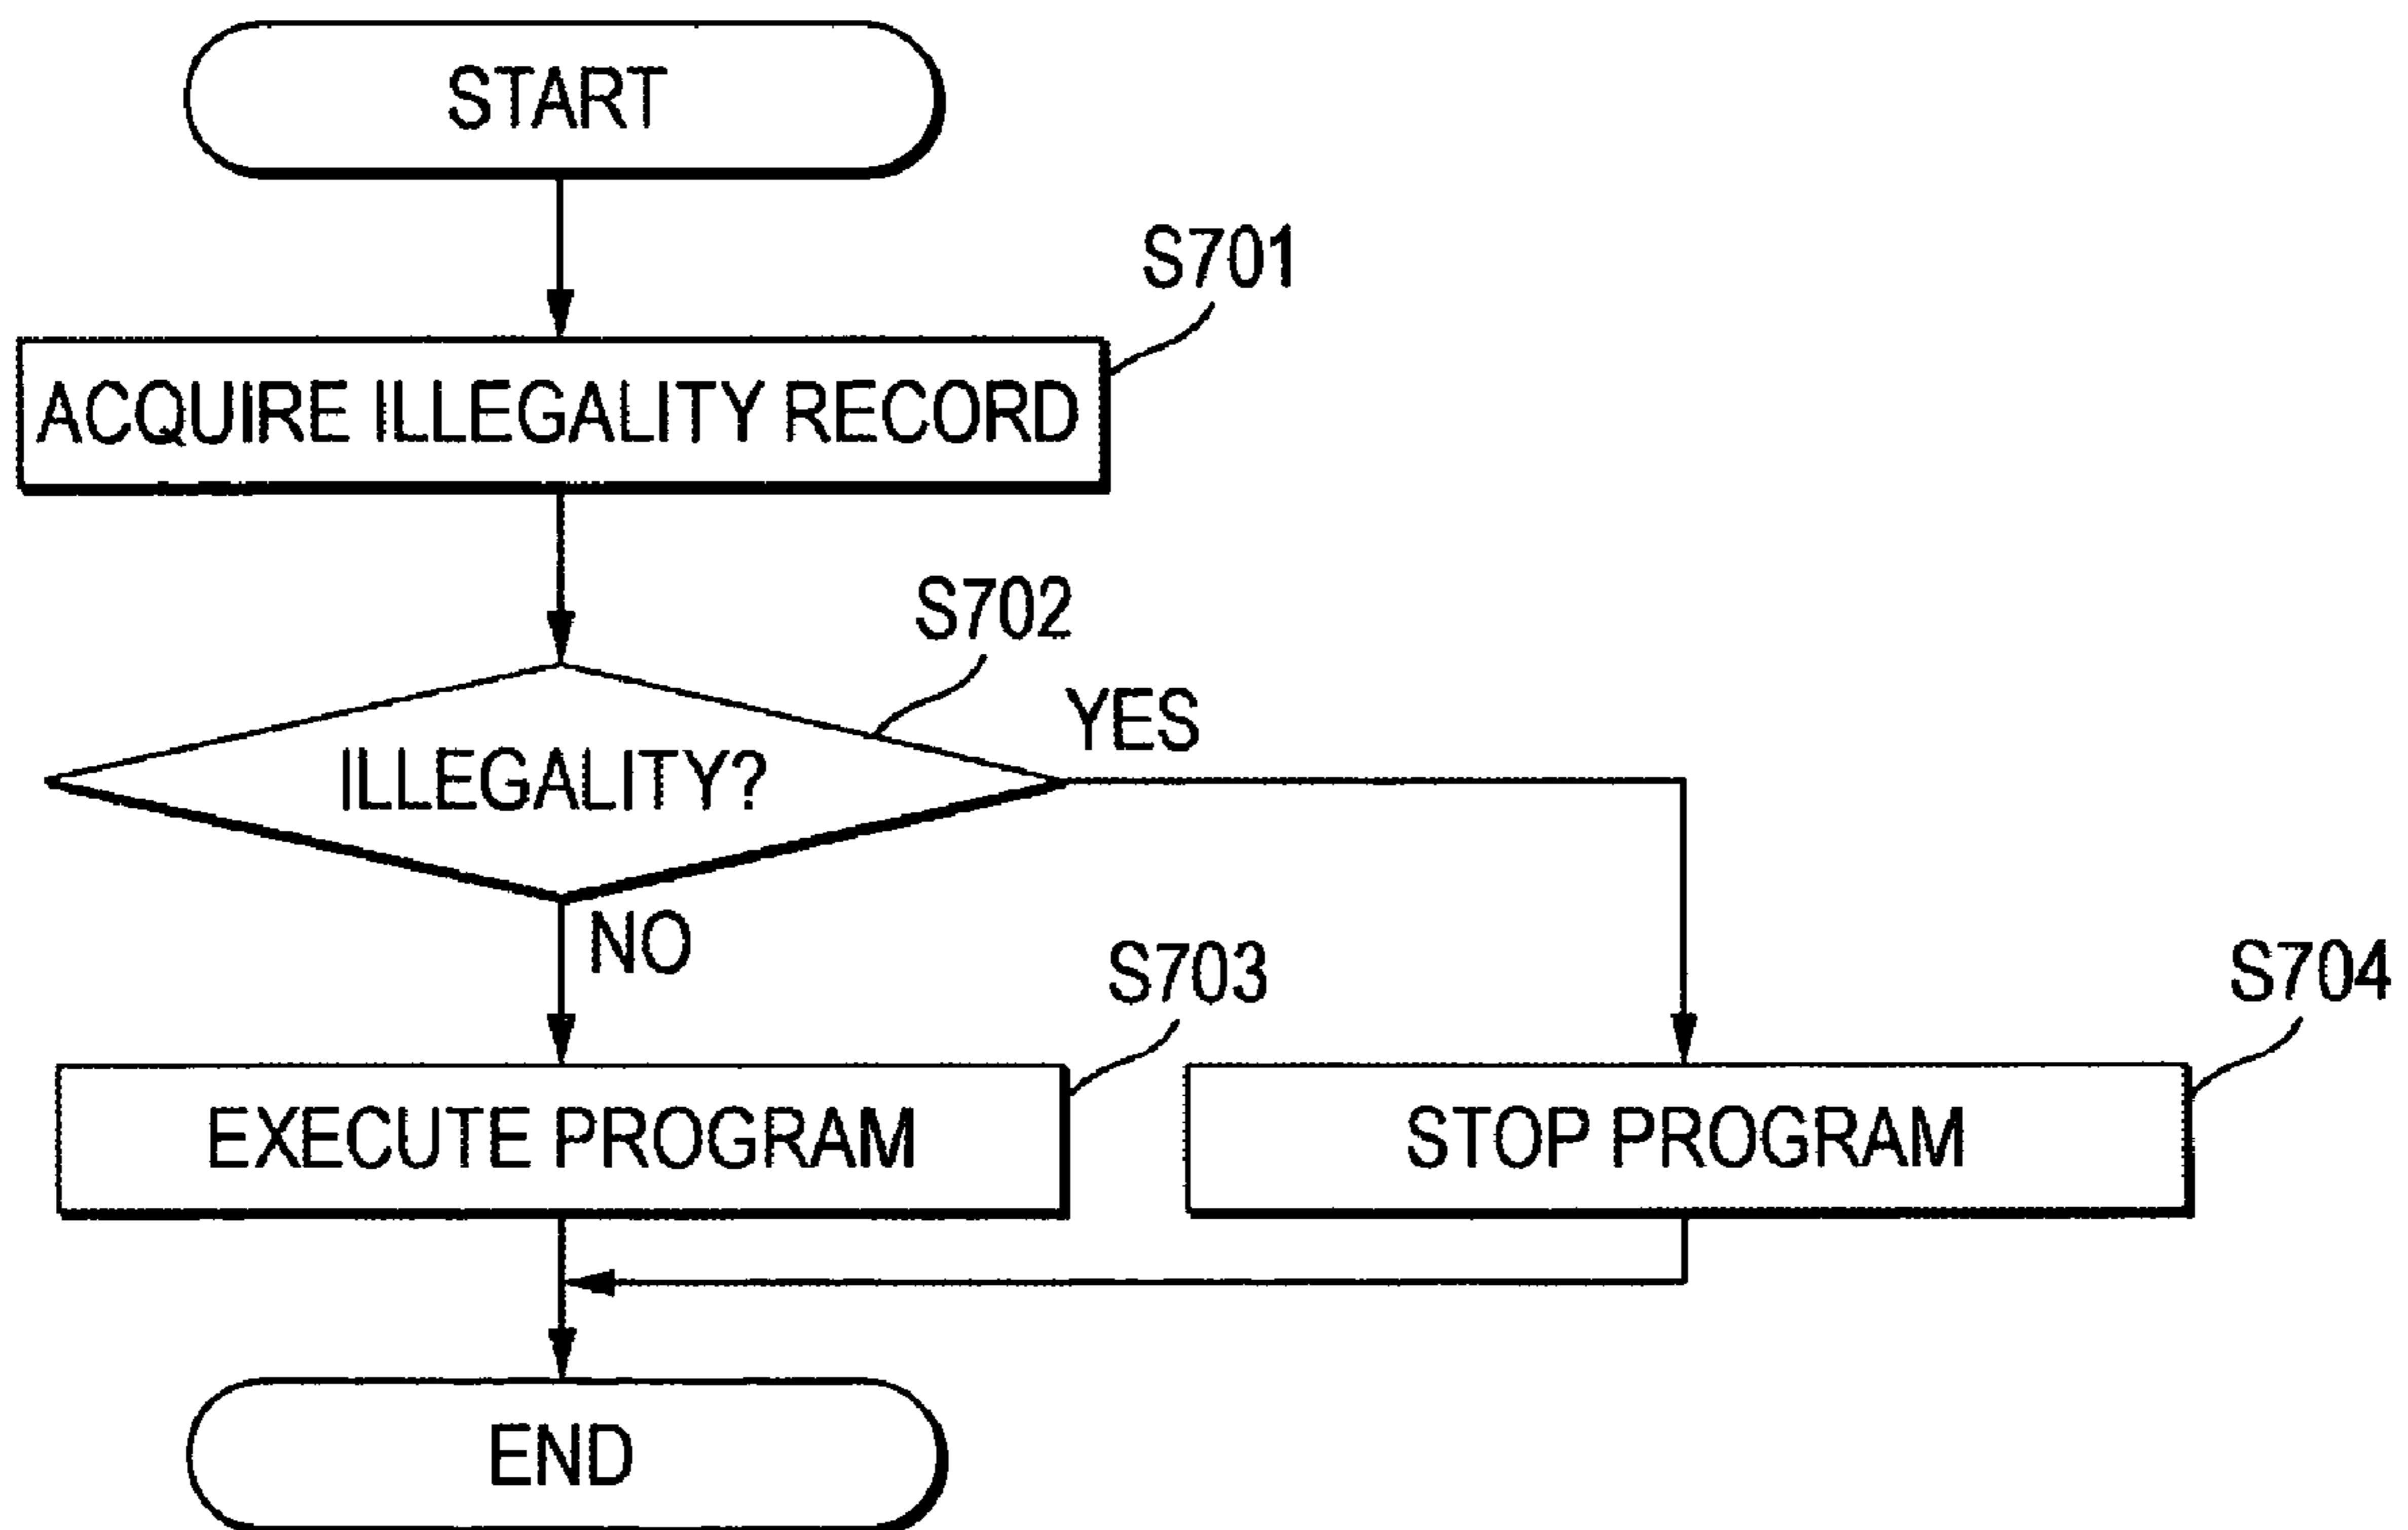 START
S701
ACQUIRE ILLEGALITY RECORD
S702
YES
ILLEGALITY?
NO
S703
S704
EXECUTE PROGRAM
STOP PROGRAM
END